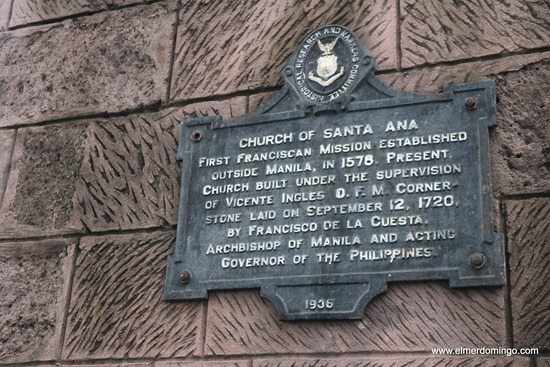 HISTORICAL RESEARCH AND MARKERS COMMITTEE
CHURCH OF SANTA ANA
FIRST FRANCISCAN MISSION ESTABLISHED
OUTSIDE MANILA, IN 1578. PRESENT
CHURCH BUILT UNDER THE SUPERVISION
OF VICENTE INGLES O. F. M. CORNER-
STONE LAID ON SEPTEMBER 12, 1720,
BY FRANCISCO DE LA CUESTA,
ARCHBISHOP OF MANILA AND ACTING
GOVERNOR OF THE PHILIPPINES.
1936
www.elmerdomingo.com